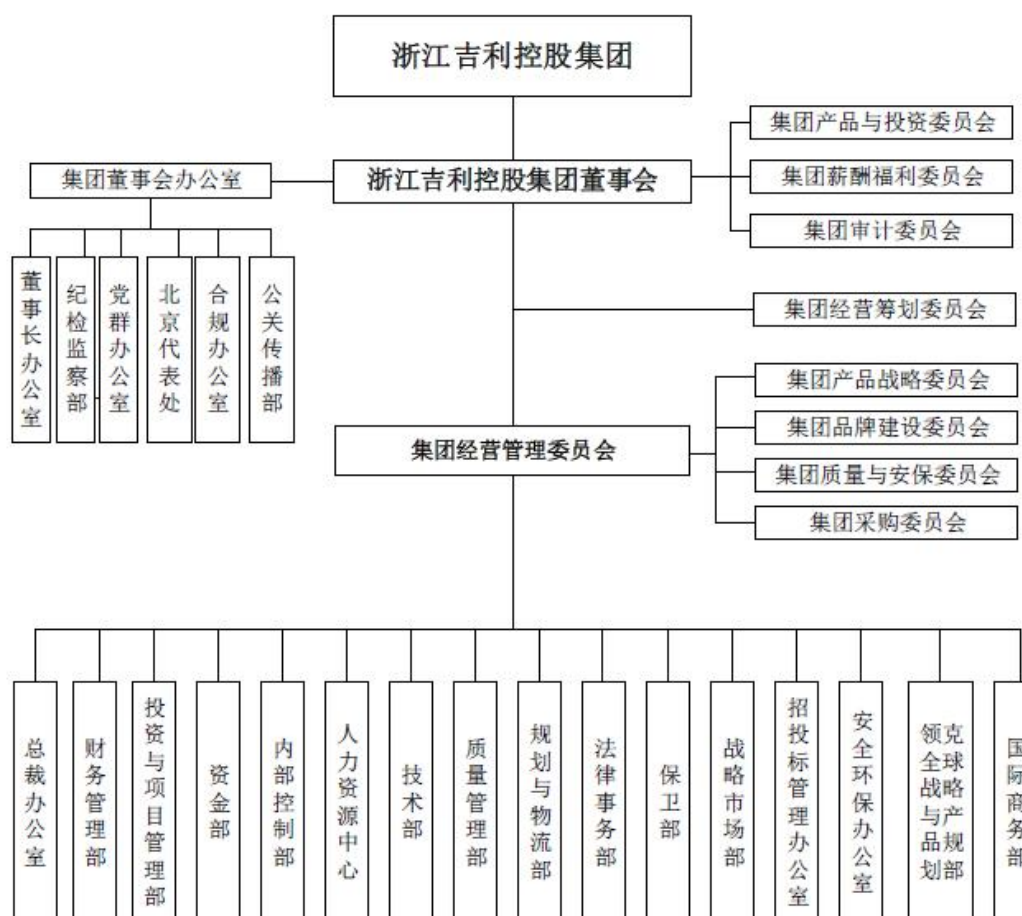 浙江吉利控股集团
集团产品与投资委员会
集团董事会办公室
浙江吉利控股集团董事会
集团薪酬福利委员会
集团审计委员会
董事长办公室
纪检监察部
党群办公室
北京代表处
合规办公室
公关传播部
集团经营筹划委员会
集团产品战略委员会
集团品牌建设委员会
集团经营管理委员会
集团质量与安保委员会
集团采购委员会
总裁办公室
财务管理部
投资与项目管理部
资金部
内部控制部
人力资源中心
技术部
质量管理部
规划与物流部
法律事务部
保卫部
战略市场部
招投标管理办公室
安全环保办公室
领克
全球
战略
与产
品规
划部
国际商务部